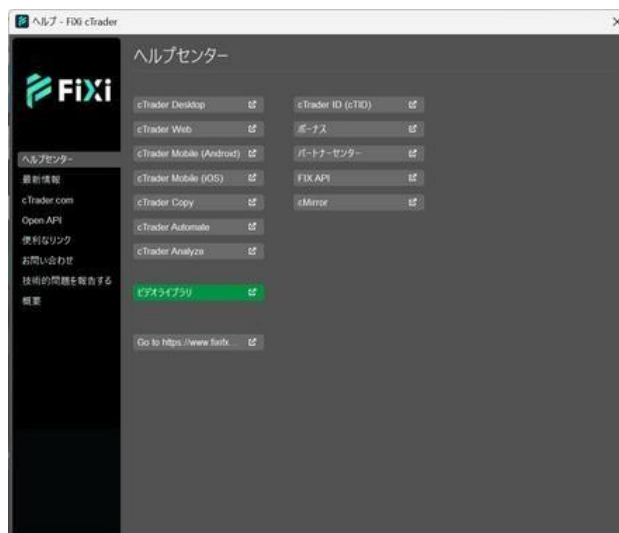 ヘルプ - FiXi cTrader
FiXi
ヘルプセンター
最新情報
cTrader.com
Open API
便利なリンク
お問い合わせ
技術的問題を報告する
概要
ヘルプセンター
cTrader Desktop
cTrader Web
cTrader Mobile (Android)
cTrader Mobile (iOS)
cTrader Copy
cTrader Automate
cTrader Analyze
cTrader ID (cTID)
ボーナス
パートナーセンター
FIX API
cMirror
ビデオライブラリ
Go to https://www.fixifx...